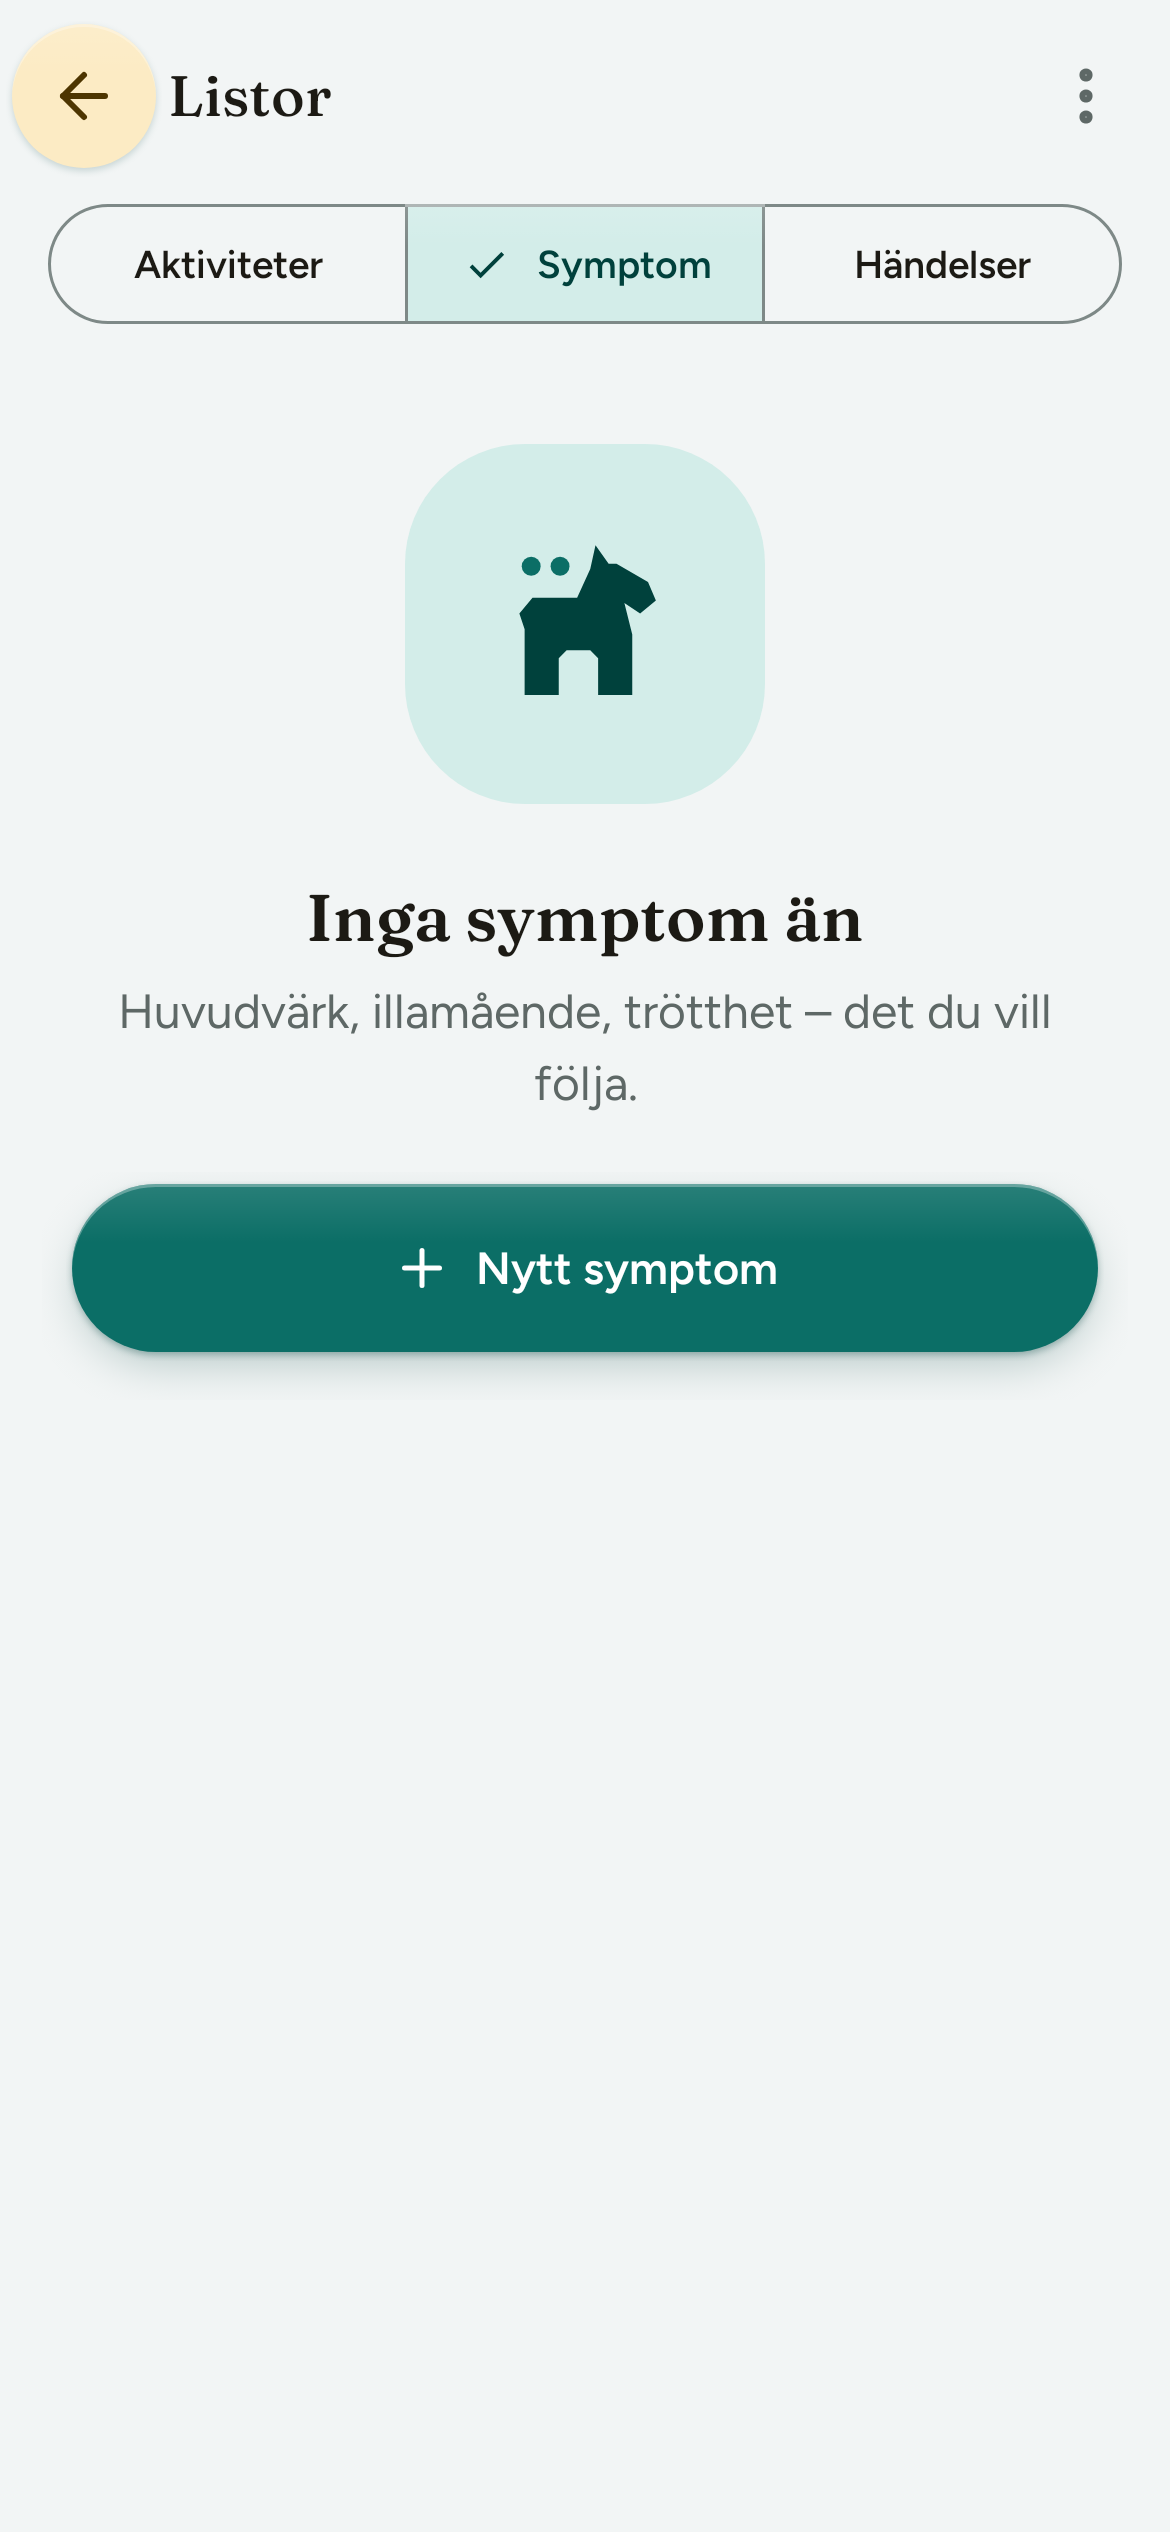 Listor
Aktiviteter
Symptom
Händelser
Inga symptom än
Huvudvärk, illamående, trötthet – det du vill
följa.
Nytt symptom